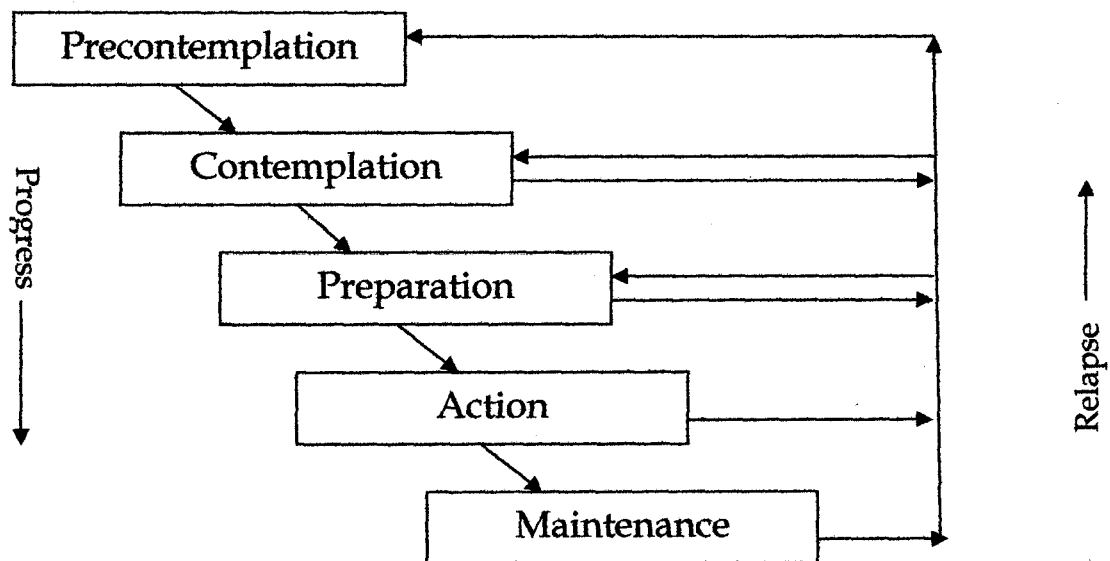 Precontemplation
Contemplation
Progress
Preparation
Relapse
Action
Maintenance